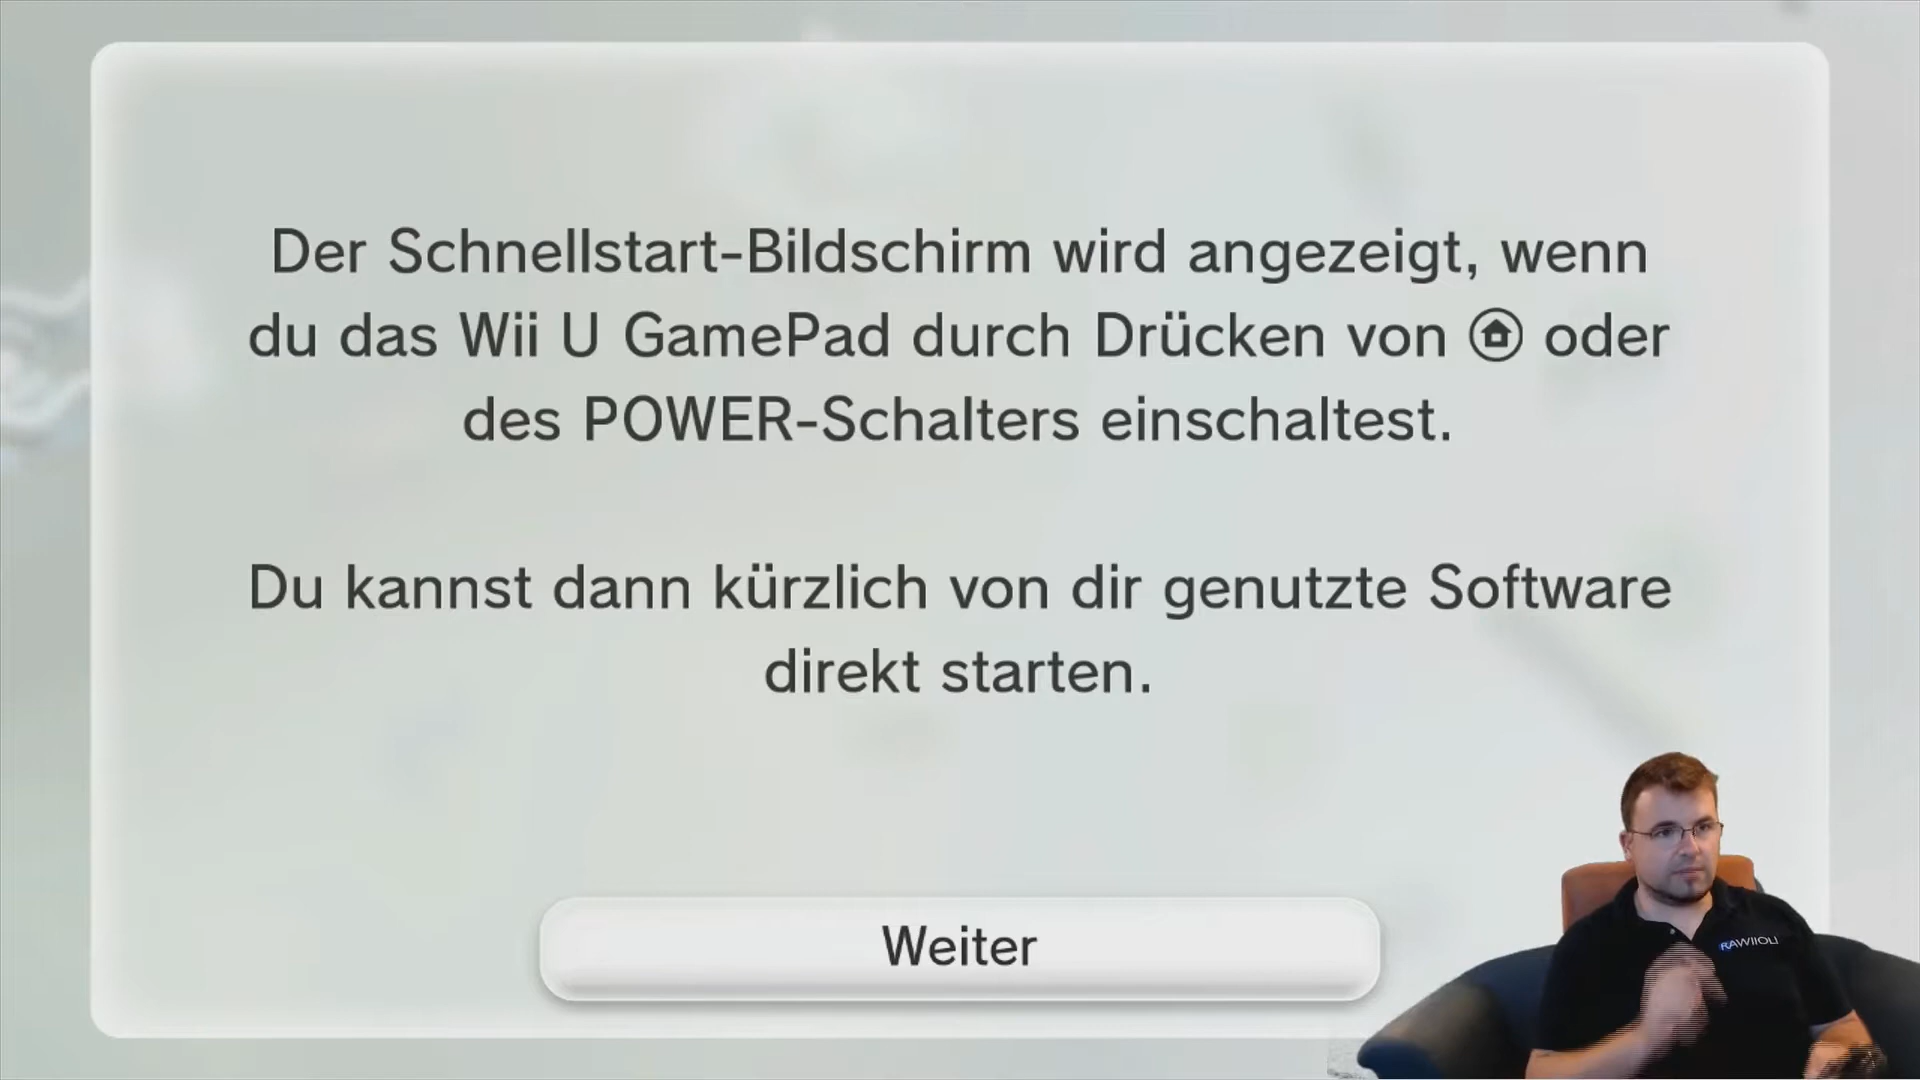 Der Schnellstart-Bildschirm wird angezeigt, wenn
du das Wii U GamePad durch Drücken von oder
des POWER-Schalters einschaltest.
Du kannst dann kürzlich von dir genutzte Software
direkt starten.
Weiter
RAWIIOLI